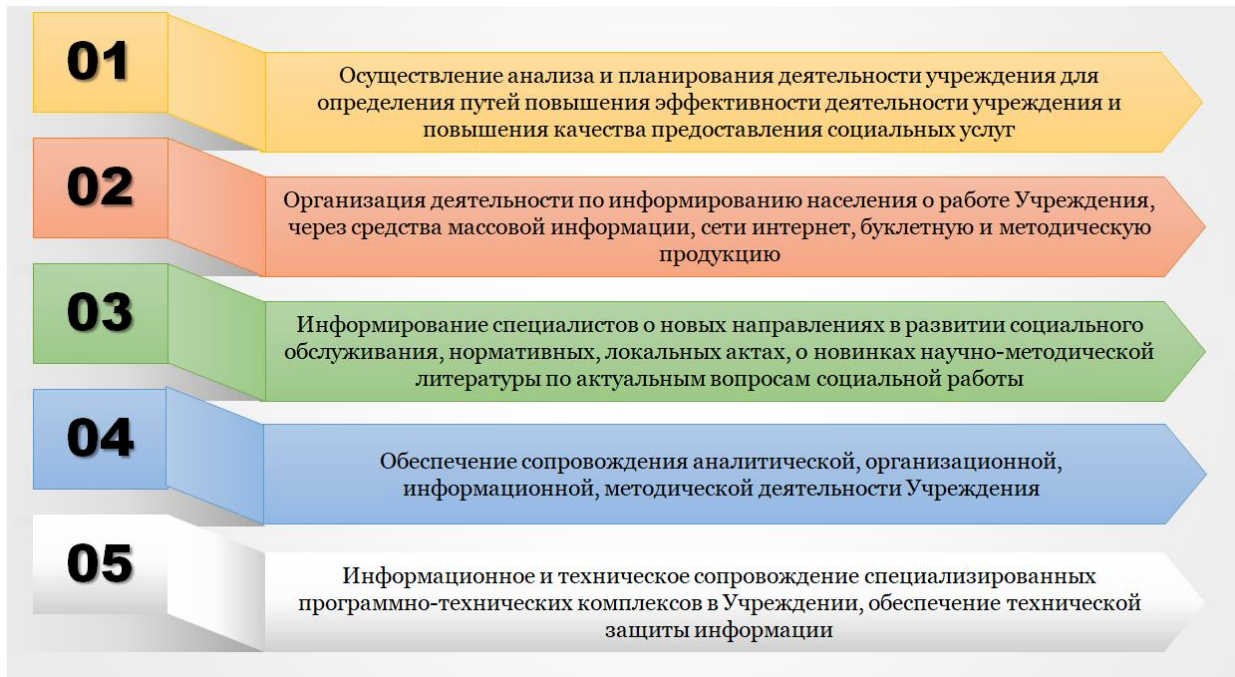 01
Осуществление анализа и планирования деятельности учреждения для
определения путей повышения эффективности деятельности учреждения и
повышения качества предоставления социальных услуг
02
Организация деятельности по информированию населения о работе Учреждения,
через средства массовой информации, сети интернет, буклетную и методическую
продукцию
03
Информирование специалистов о новых направлениях в развитии социального
обслуживания, нормативных, локальных актах, о новинках научно-методической
литературы по актуальным вопросам социальной работы
04
Обеспечение сопровождения аналитической, организационной,
информационной, методической деятельности Учреждения
05
Информационное и техническое сопровождение специализированных
программно-технических комплексов в Учреждении, обеспечение технической
защиты информации